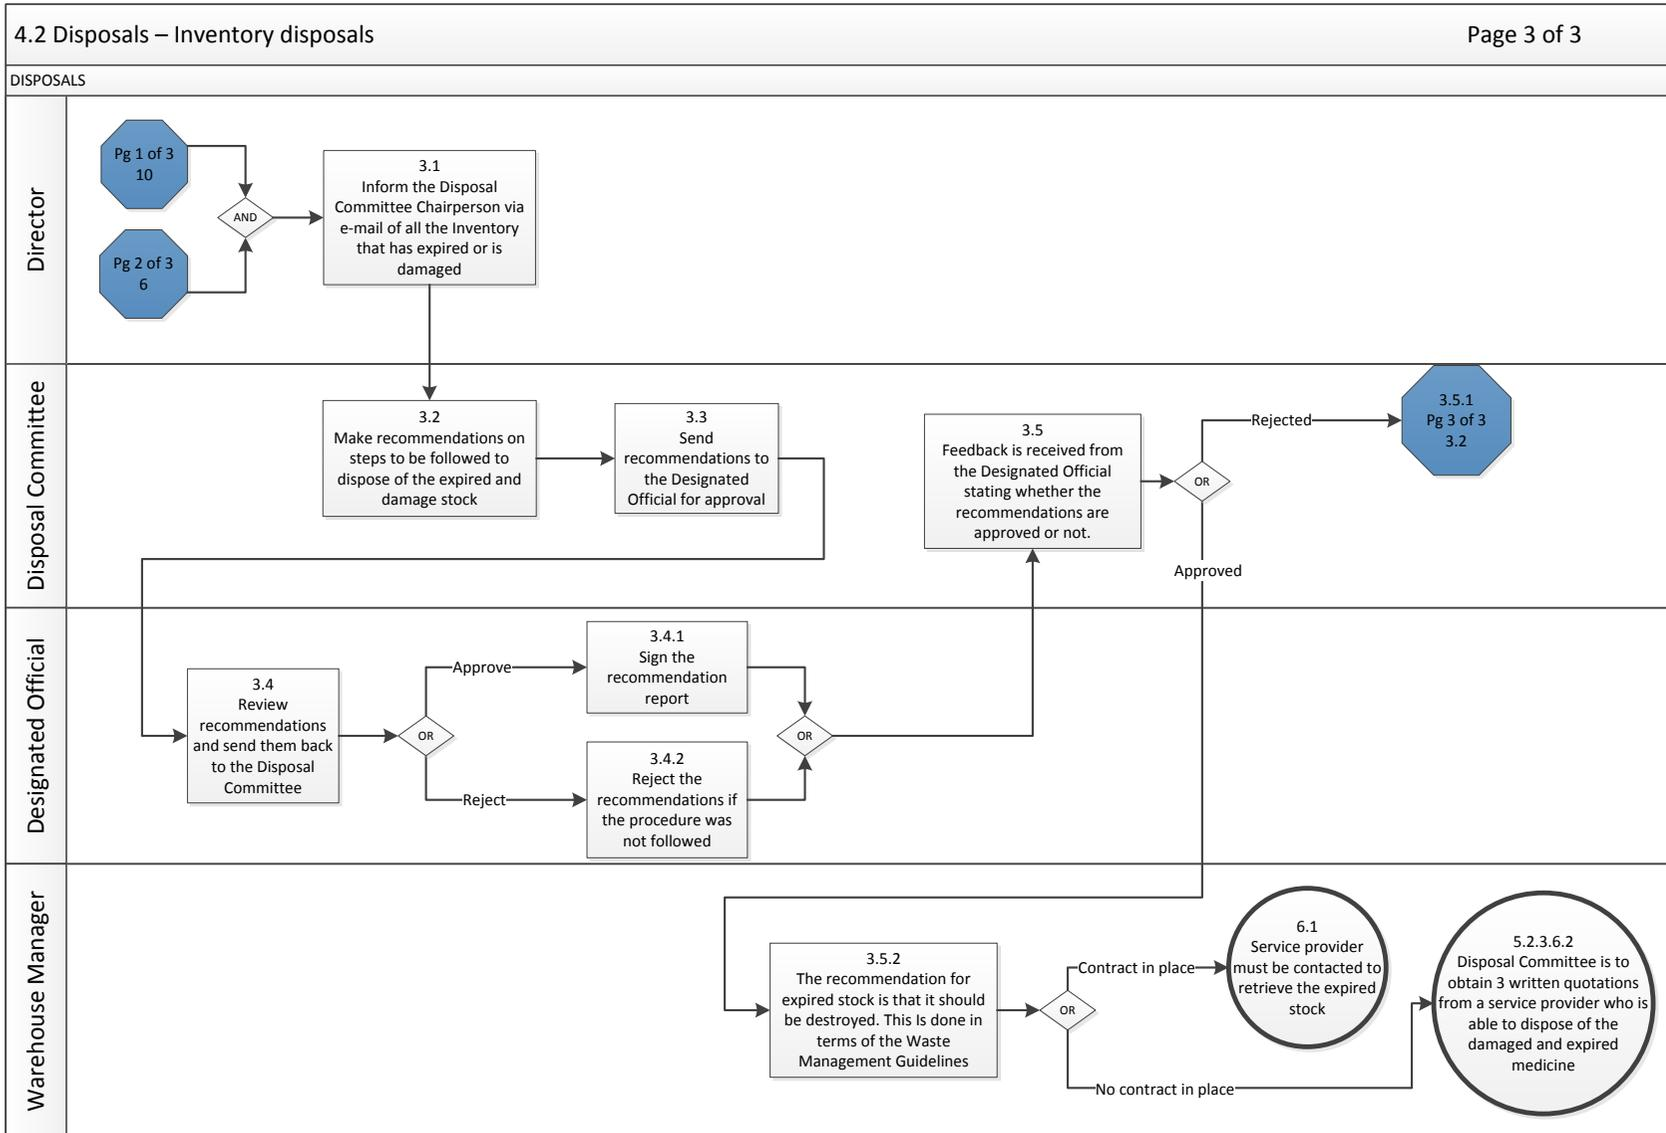 4.2 Disposals – Inventory disposals
Page 3 of 3
DISPOSALS
Director
Pg 1 of 3
10
Pg 2 of 3
6
AND
3.1
Inform the Disposal
Committee Chairperson via
e-mail of all the Inventory
that has expired or is
damaged
Disposal Committee
3.2
Make recommendations on
steps to be followed to
dispose of the expired and
damage stock
3.3
Send
recommendations to
the Designated
Official for approval
3.5
Feedback is received from
the Designated Official
stating whether the
recommendations are
approved or not.
OR
Rejected
3.5.1
Pg 3 of 3
3.2
Approved
Designated Official
3.4
Review
recommendations
and send them back
to the Disposal
Committee
OR
Approve
Reject
3.4.1
Sign the
recommendation
report
3.4.2
Reject the
recommendations if
the procedure was
not followed
OR
Warehouse Manager
3.5.2
The recommendation for
expired stock is that it should
be destroyed. This Is done in
terms of the Waste
Management Guidelines
OR
Contract in place
No contract in place
6.1
Service provider
must be contacted to
retrieve the expired
stock
5.2.3.6.2
Disposal Committee is to
obtain 3 written quotations
from a service provider who is
able to dispose of the
damaged and expired
medicine